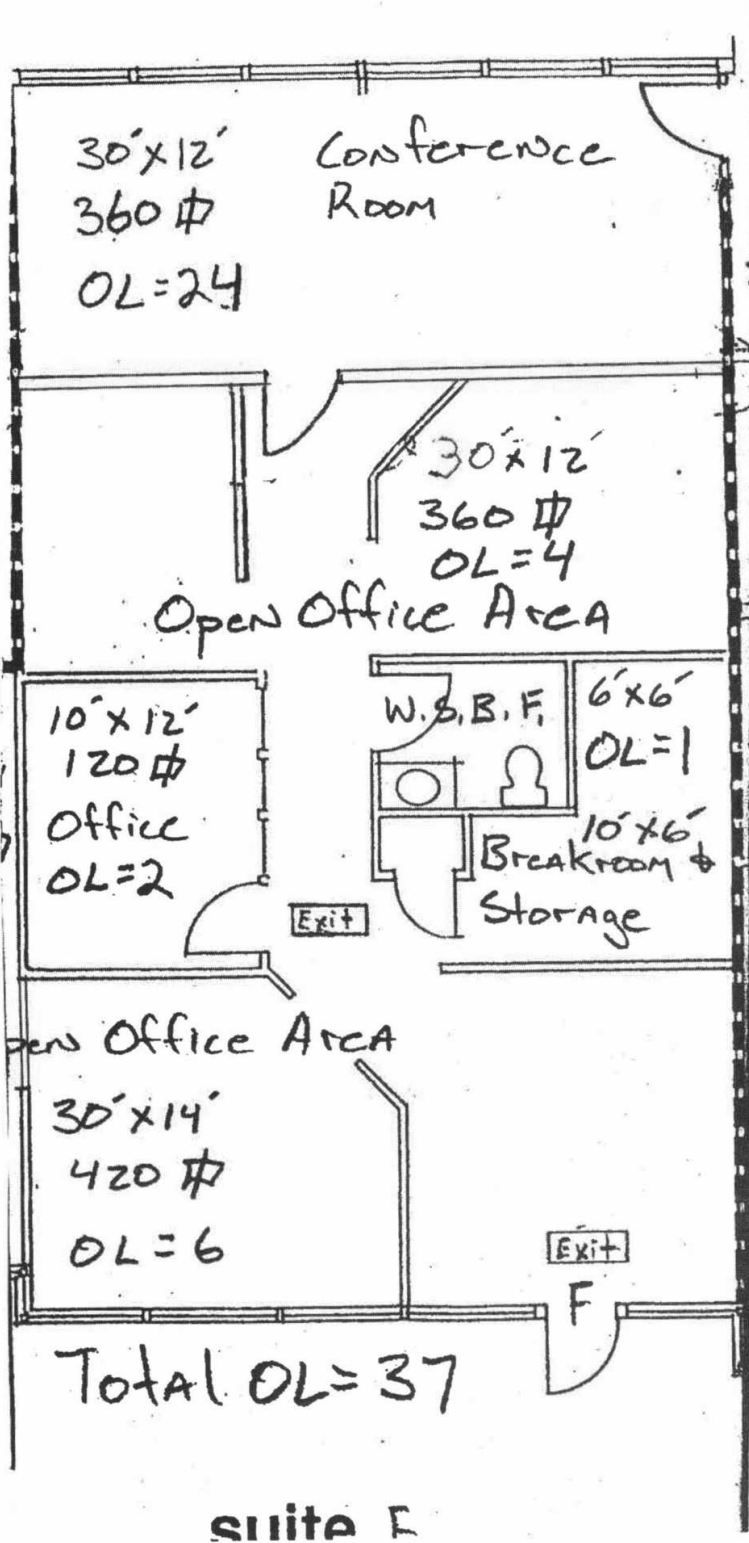 30'x12'
360 ⏍
OL=24
Conference
Room
30'x12'
360 ⏍
OL=4
Open Office Area
10'x12'
120 ⏍
Office
OL=2
W.S.B.F.
6'x6'
OL=1
10'x6'
Breakroom &
Storage
Exit
Office Area
30'x14'
420 ⏍
OL=6
Exit
F
Total OL=37
suite F